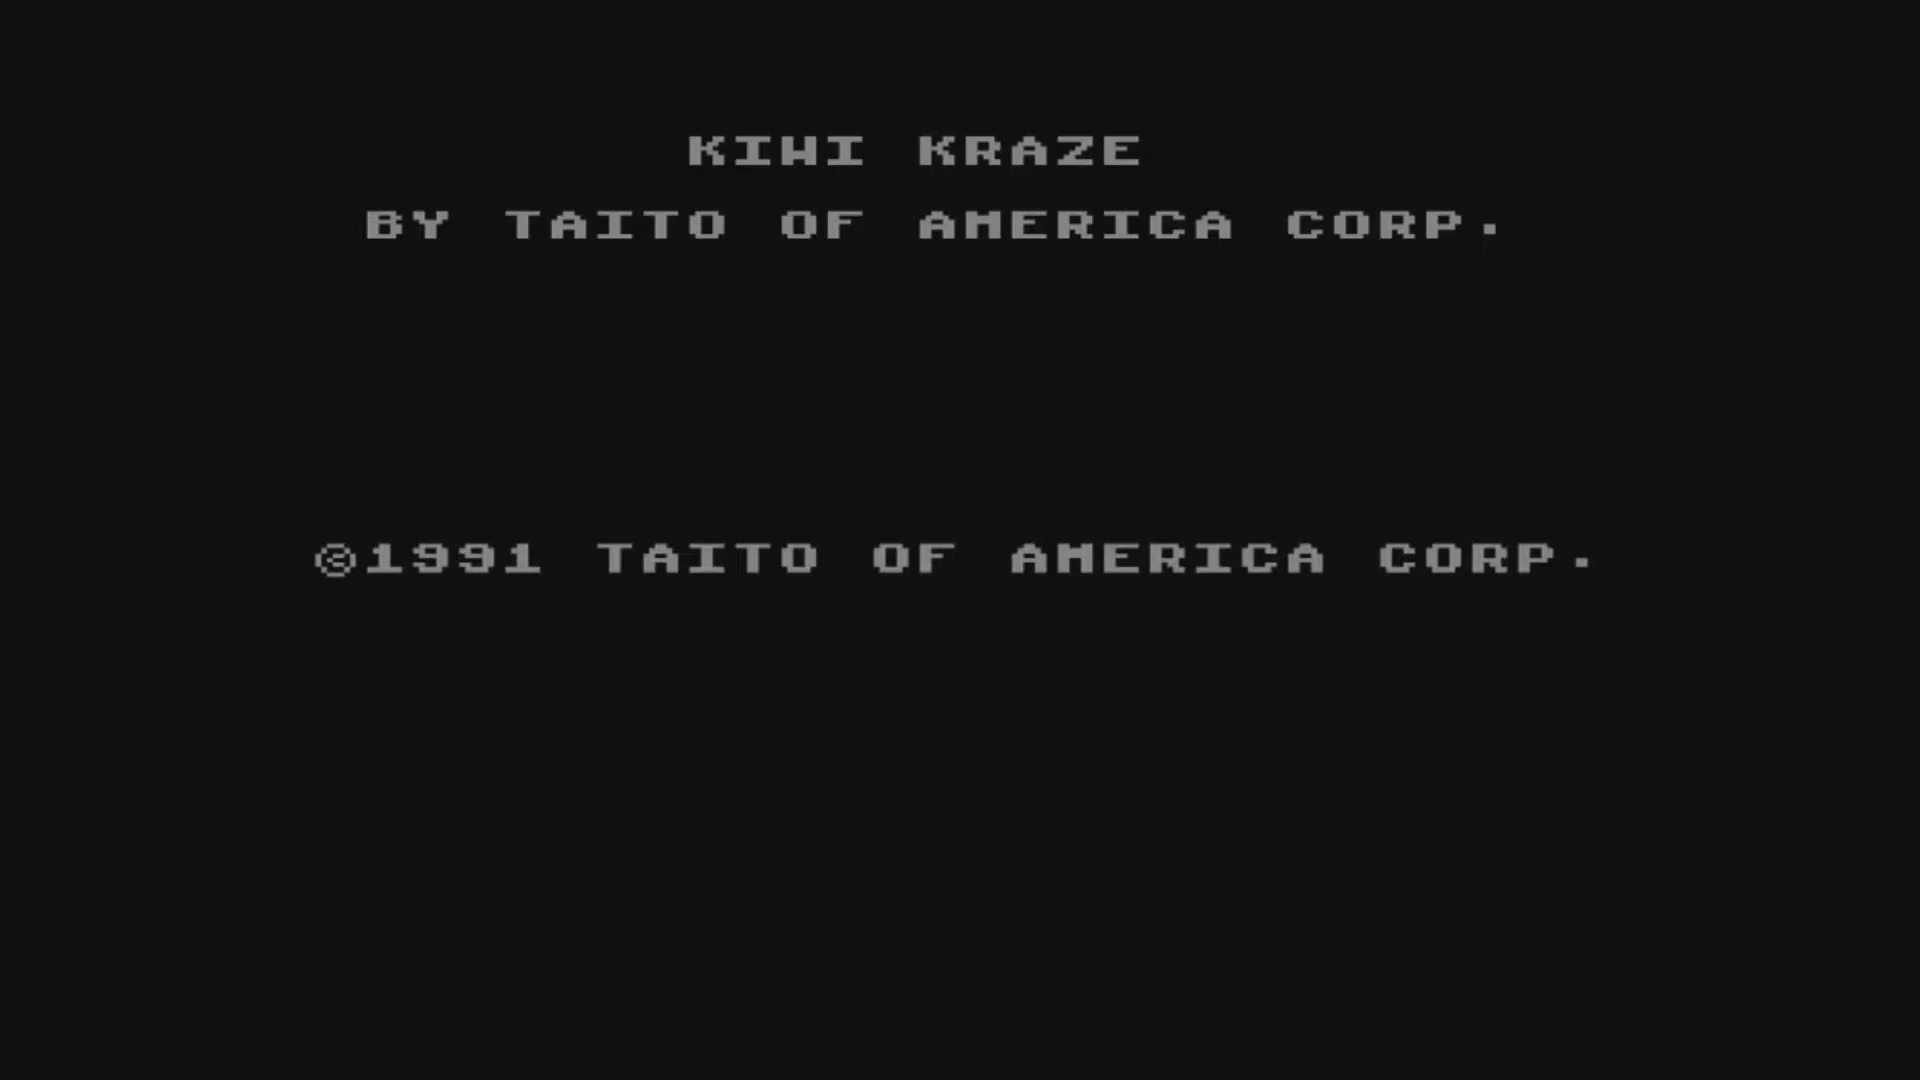 KIWI KRAZE
BY TAITO OF AMERICA CORP.
©1991 TAITO OF AMERICA CORP.